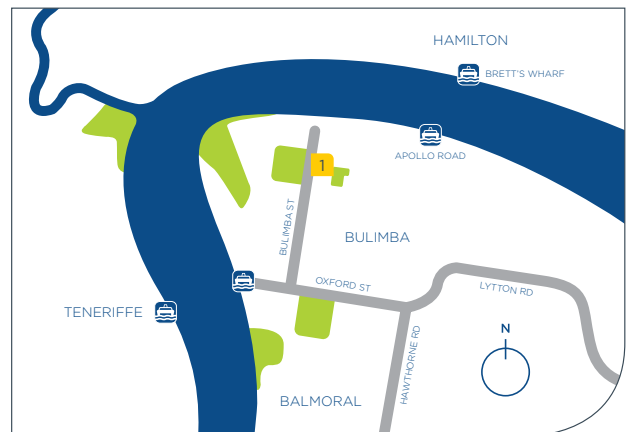 HAMILTON
BRETT'S WHARF
APOLLO ROAD
1
BULIMBA ST
BULIMBA
OXFORD ST
LYTTON RD
TENERIFFE
N
HAWTHORNE RD
BALMORAL